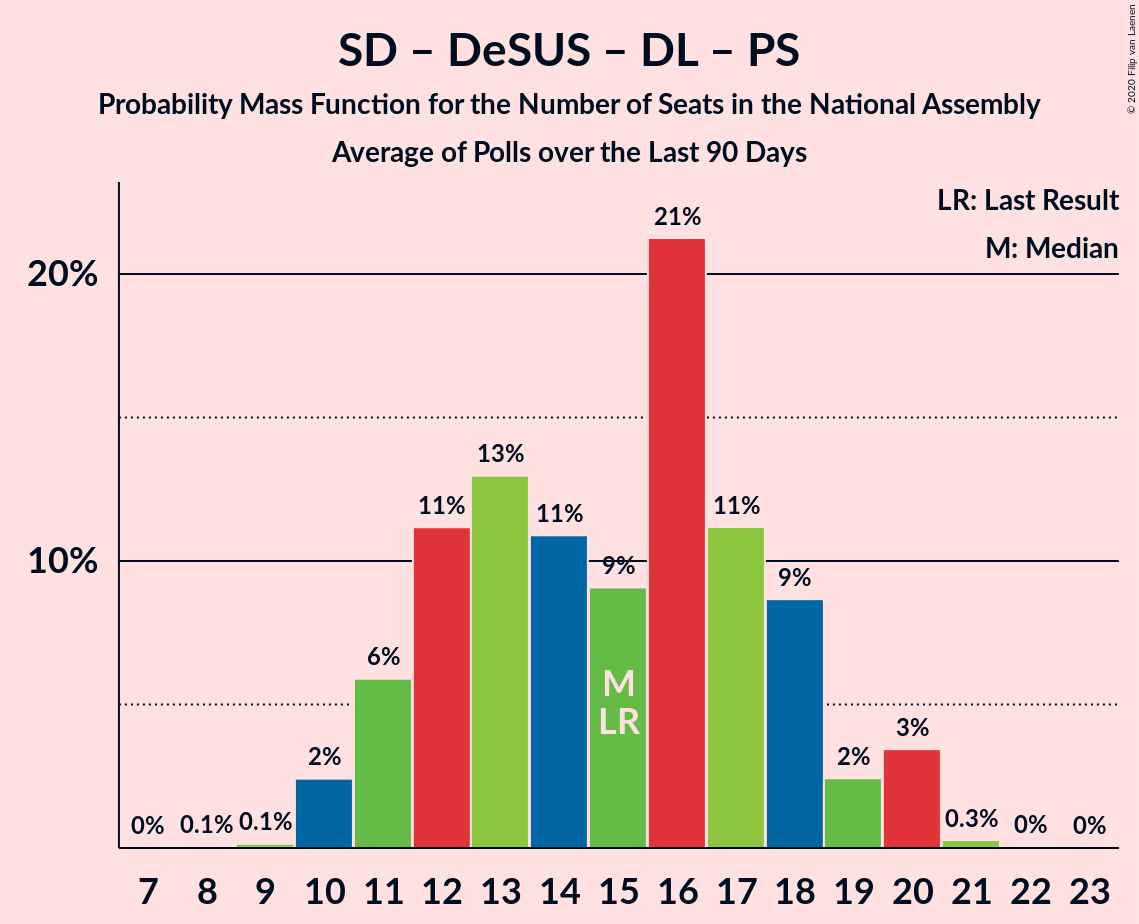 SD – DeSUS – DL – PS
Probability Mass Function for the Number of Seats in the National Assembly
Average of Polls over the Last 90 Days
© 2020 Filip van Laenen
LR: Last Result
M: Median
20%
10%
0%
0.1%
0.1%
2%
6%
11%
13%
11%
9%
21%
11%
9%
2%
3%
0.3%
0%
0%
M
LR
7 8 9 10 11 12 13 14 15 16 17 18 19 20 21 22 23